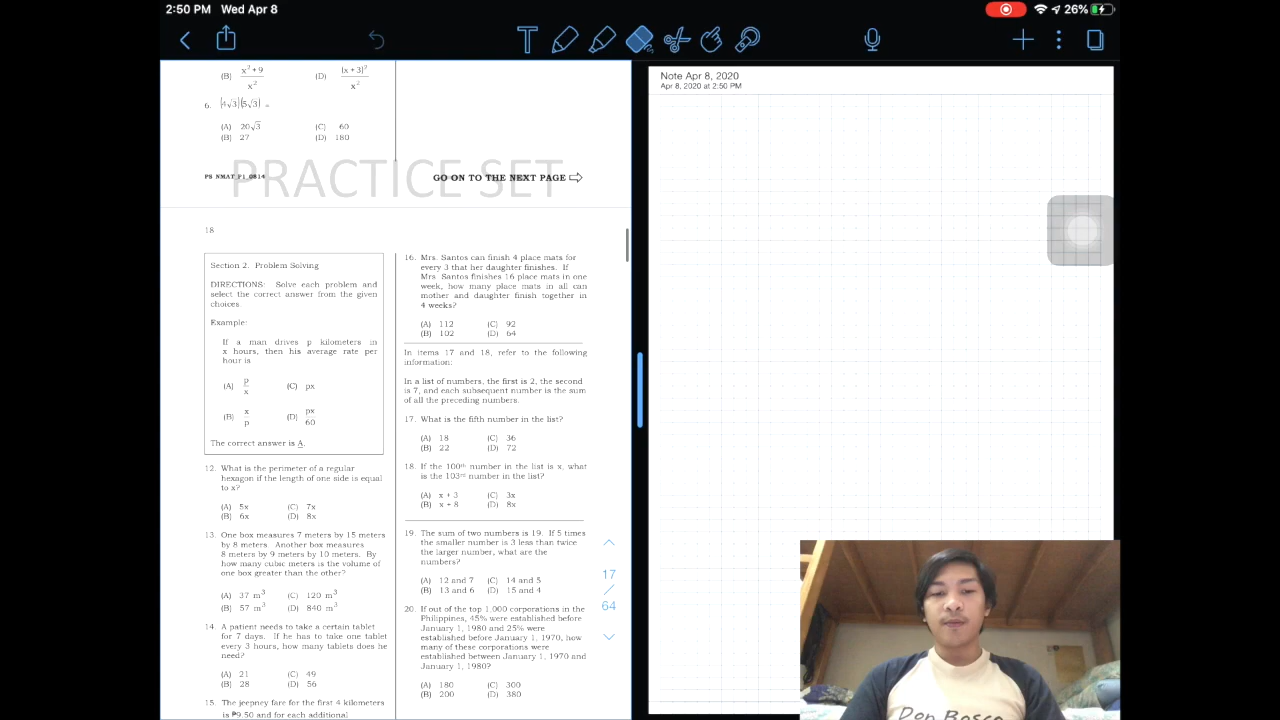 2:50 PM Wed Apr 8
26%
(B) x² + 9 / x² (D) (x + 3)² / x²
6. (4√3)(5√3) =
(A) 20√3 (C) 60
(B) 27 (D) 180
PRACTICE SET
PS NMAT P1 0814 GO ON TO THE NEXT PAGE
18
Section 2. Problem Solving
DIRECTIONS: Solve each problem and
select the correct answer from the given
choices.
Example:
If a man drives p kilometers in
x hours, then his average rate per
hour is
(A) p/x (C) px
(B) x/p (D) px/60
The correct answer is A.
12. What is the perimeter of a regular
hexagon if the length of one side is equal
to x?
(A) 5x (C) 7x
(B) 6x (D) 8x
13. One box measures 7 meters by 15 meters
by 8 meters. Another box measures
8 meters by 9 meters by 10 meters. By
how many cubic meters is the volume of
one box greater than the other?
(A) 37 m³ (C) 120 m³
(B) 57 m³ (D) 840 m³
14. A patient needs to take a certain tablet
for 7 days. If he has to take one tablet
every 3 hours, how many tablets does he
need?
(A) 21 (C) 49
(B) 28 (D) 56
15. The jeepney fare for the first 4 kilometers
is ₱9.50 and for each additional
16. Mrs. Santos can finish 4 place mats for
every 3 that her daughter finishes. If
Mrs. Santos finishes 16 place mats in one
week, how many place mats in all can
mother and daughter finish together in
4 weeks?
(A) 112 (C) 92
(B) 102 (D) 64
In items 17 and 18, refer to the following
information:
In a list of numbers, the first is 2, the second
is 7, and each subsequent number is the sum
of all the preceding numbers.
17. What is the fifth number in the list?
(A) 18 (C) 36
(B) 22 (D) 72
18. If the 100th number in the list is x, what
is the 103rd number in the list?
(A) x + 3 (C) 3x
(B) x + 8 (D) 8x
19. The sum of two numbers is 19. If 5 times
the smaller number is 3 less than twice
the larger number, what are the
numbers?
(A) 12 and 7 (C) 14 and 5
(B) 13 and 6 (D) 15 and 4
20. If out of the top 1,000 corporations in the
Philippines, 45% were established before
January 1, 1980 and 25% were
established before January 1, 1970, how
many of these corporations were
established between January 1, 1970 and
January 1, 1980?
(A) 180 (C) 300
(B) 200 (D) 380
17
/
64
Note Apr 8, 2020
Apr 8, 2020 at 2:50 PM
Don Bosco